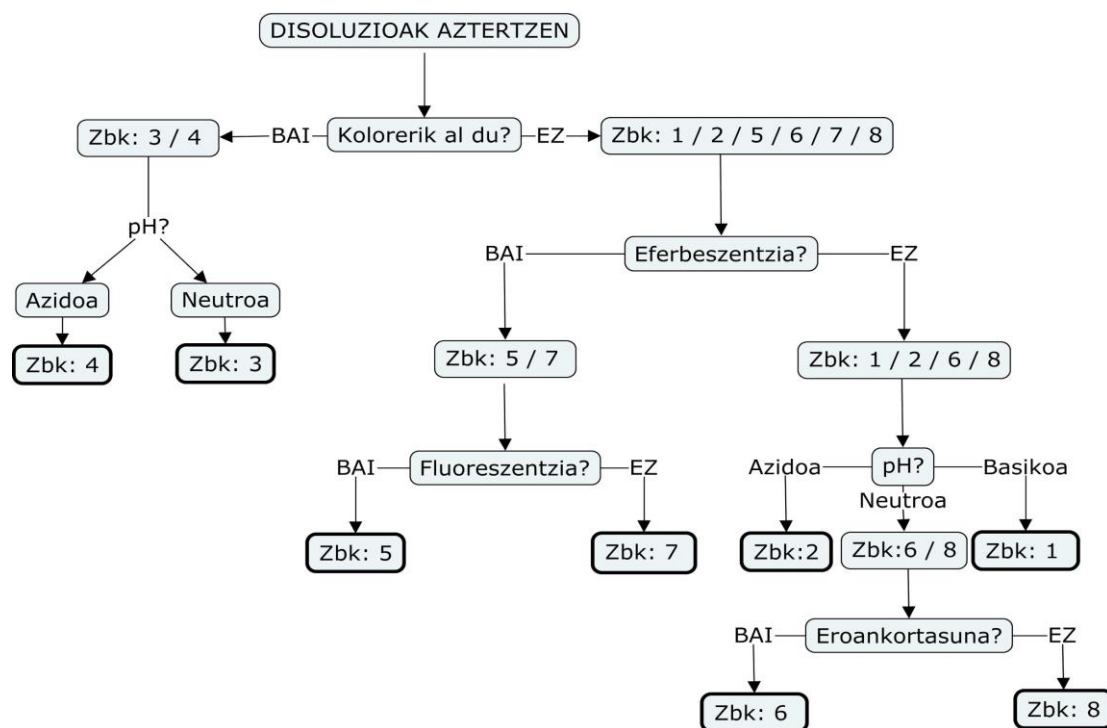 DISOLUZIOAK AZTERTZEN
Zbk: 3 / 4
BAI
Kolorerik al du?
EZ
Zbk: 1 / 2 / 5 / 6 / 7 / 8
pH?
BAI
Eferbeszentzia?
EZ
Azidoa
Neutroa
Zbk: 4
Zbk: 3
Zbk: 5 / 7
Zbk: 1 / 2 / 6 / 8
BAI
Fluoreszentzia?
EZ
Azidoa
pH?
Basikoa
Neutroa
Zbk: 5
Zbk: 7
Zbk:2
Zbk:6 / 8
Zbk: 1
BAI
Eroankortasuna?
EZ
Zbk: 6
Zbk: 8